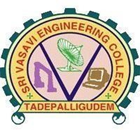 SRI VASAVI ENGINEERING COLLEGE
TADEPALLIGUDEM